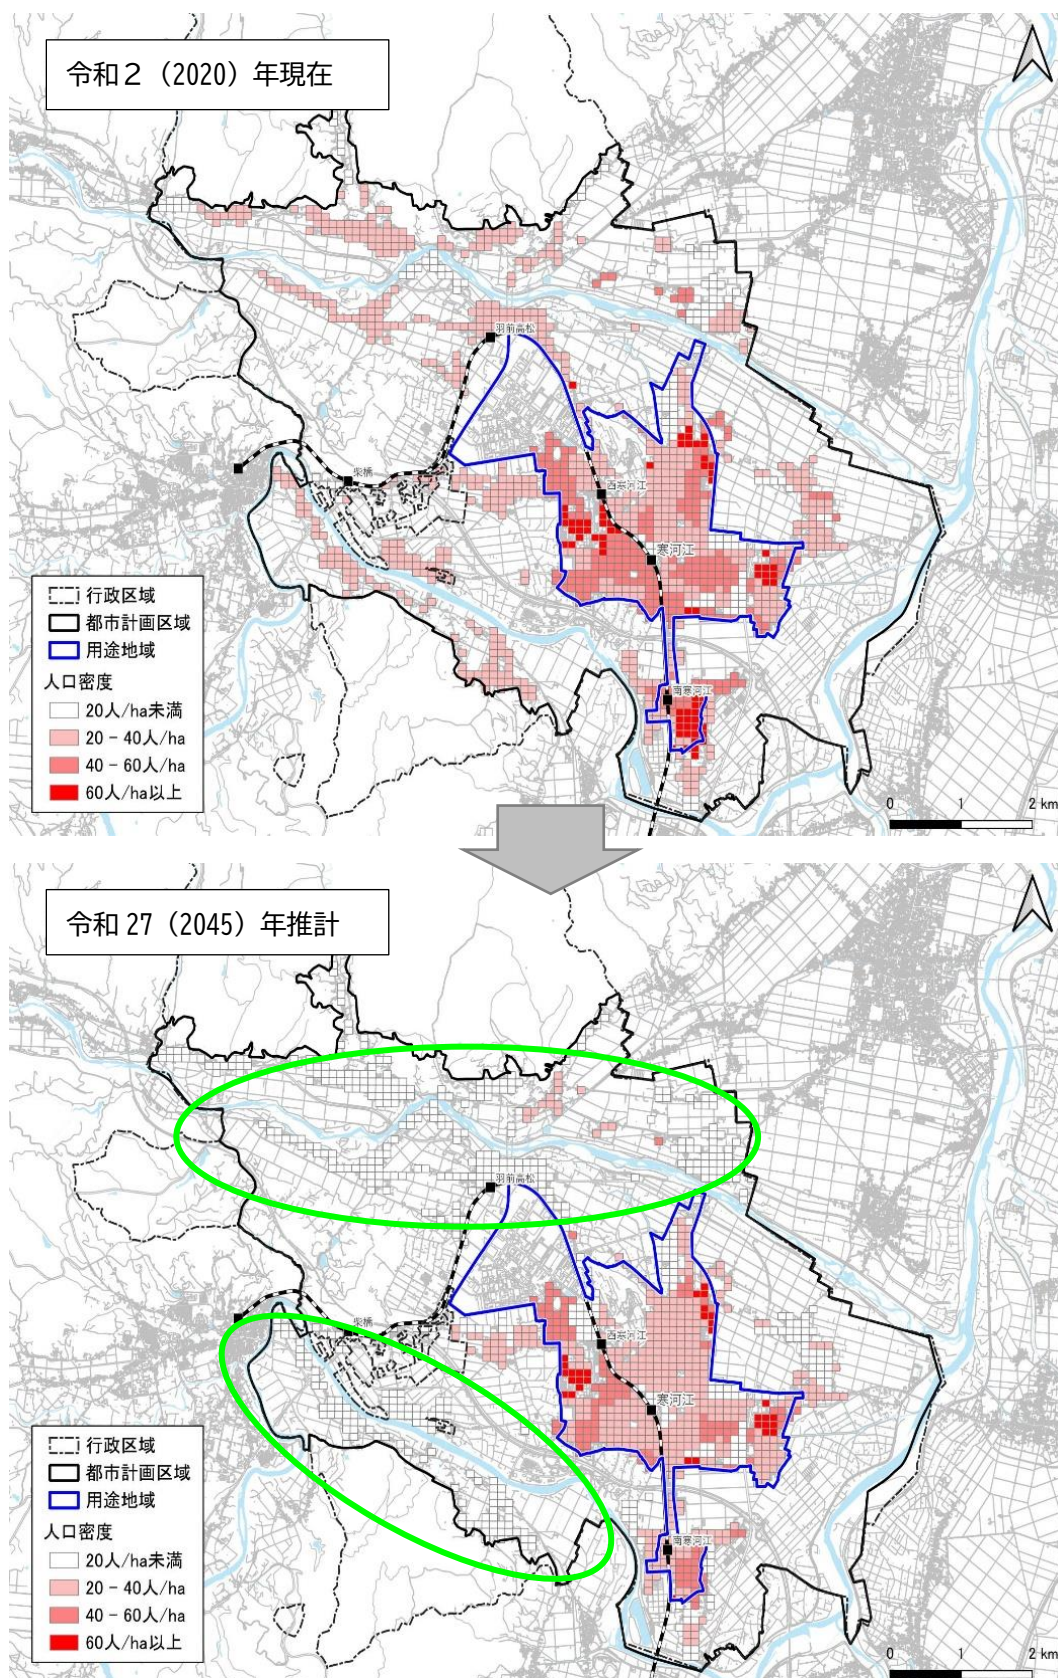 令和２（2020）年現在
羽前高松
柴橋
西寒河江
寒河江
南寒河江
行政区域
都市計画区域
用途地域
人口密度
20人/ha未満
20－40人/ha
40－60人/ha
60人/ha以上
0 1 2 km
令和 27（2045）年推計
羽前高松
柴橋
西寒河江
寒河江
南寒河江
行政区域
都市計画区域
用途地域
人口密度
20人/ha未満
20－40人/ha
40－60人/ha
60人/ha以上
0 1 2 km